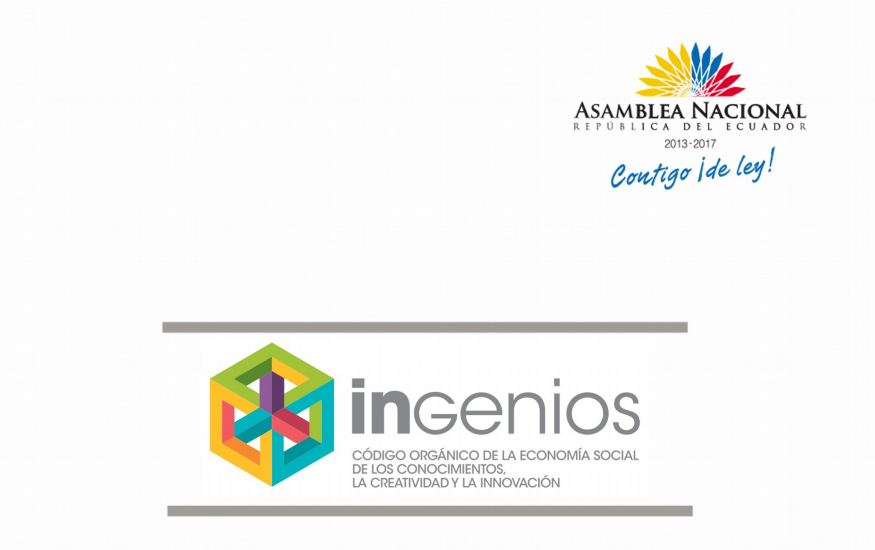 ASAMBLEA NACIONAL
REPÚBLICA DEL ECUADOR
2013-2017
Contigo ¡de ley!
inGenios
CÓDIGO ORGÁNICO DE LA ECONOMÍA SOCIAL
DE LOS CONOCIMIENTOS,
LA CREATIVIDAD Y LA INNOVACIÓN